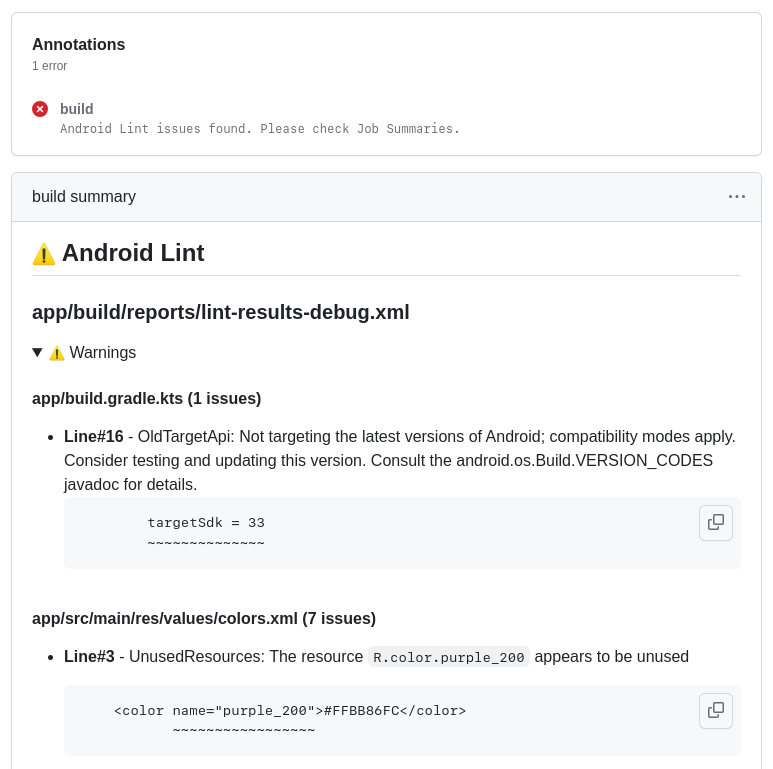 Annotations
1 error
build
Android Lint issues found. Please check Job Summaries.
build summary
⚠️ Android Lint
app/build/reports/lint-results-debug.xml
▼ ⚠️ Warnings
app/build.gradle.kts (1 issues)
• Line#16 - OldTargetApi: Not targeting the latest versions of Android; compatibility modes apply.
Consider testing and updating this version. Consult the android.os.Build.VERSION_CODES
javadoc for details.
targetSdk = 33
~~~~~~~~~~~~~~
app/src/main/res/values/colors.xml (7 issues)
• Line#3 - UnusedResources: The resource R.color.purple_200 appears to be unused
<color name="purple_200">#FFBB86FC</color>
~~~~~~~~~~~~~~~~~